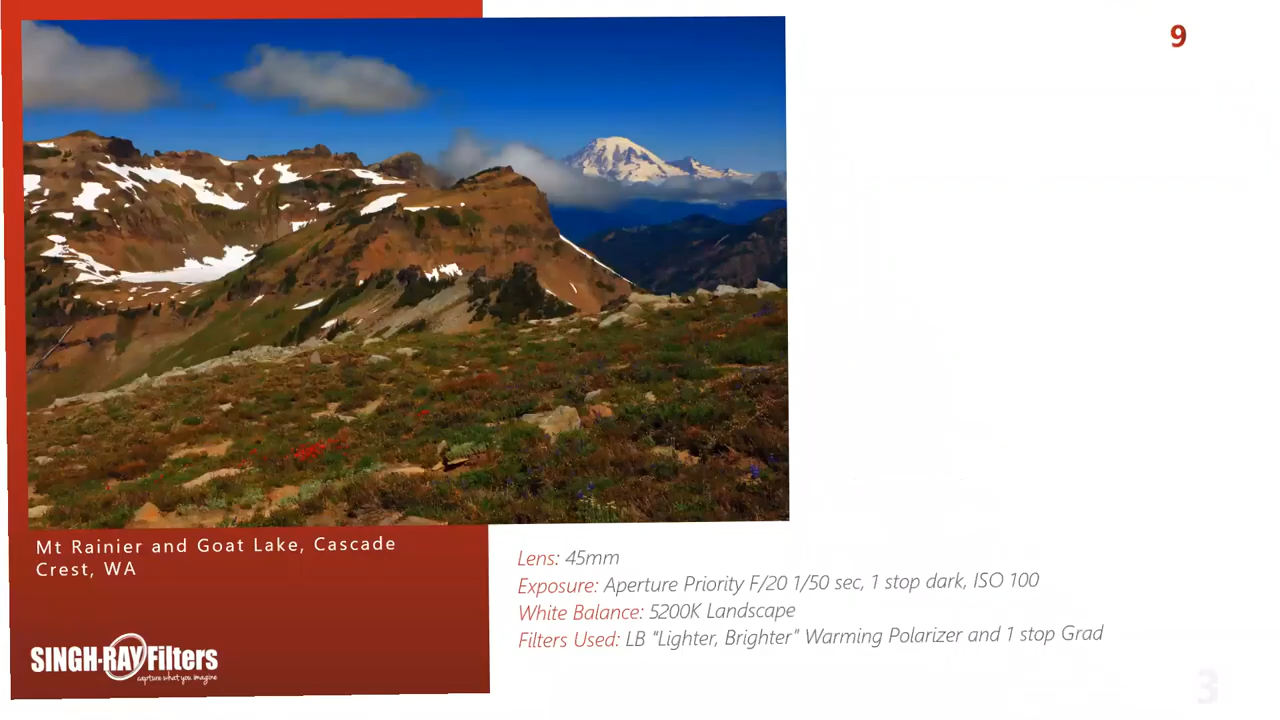 9
Mt Rainier and Goat Lake, Cascade
Crest, WA
Lens: 45mm
Exposure: Aperture Priority F/20 1/50 sec, 1 stop dark, ISO 100
White Balance: 5200K Landscape
Filters Used: LB "Lighter, Brighter" Warming Polarizer and 1 stop Grad
SINGH-RAY Filters
capture what you imagine
3